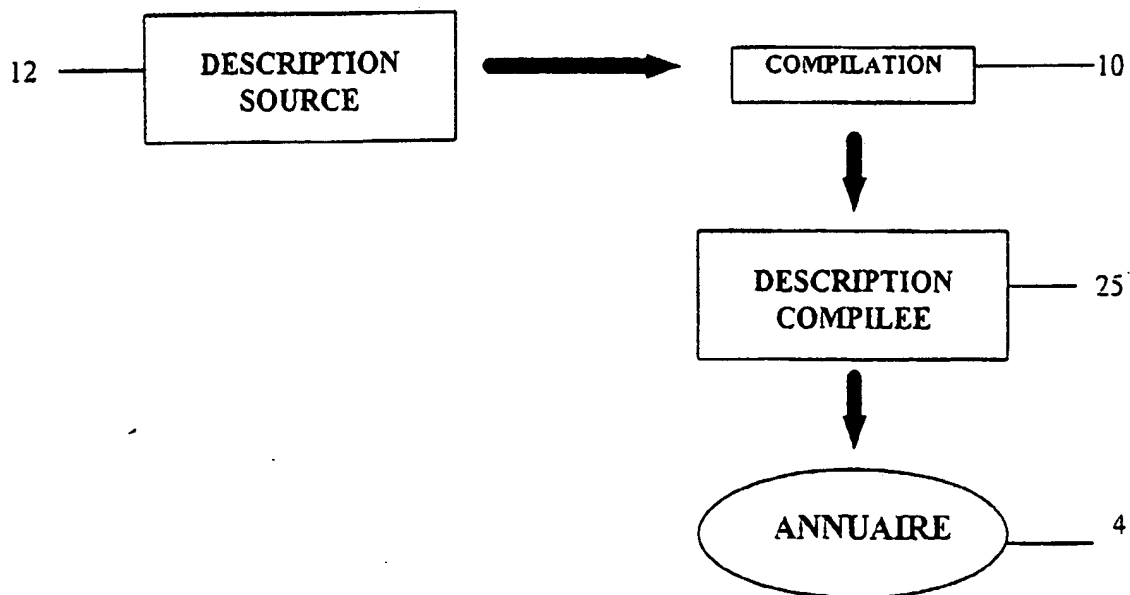 12
DESCRIPTION
SOURCE
COMPILATION
10
DESCRIPTION
COMPILEE
25
ANNUAIRE
4